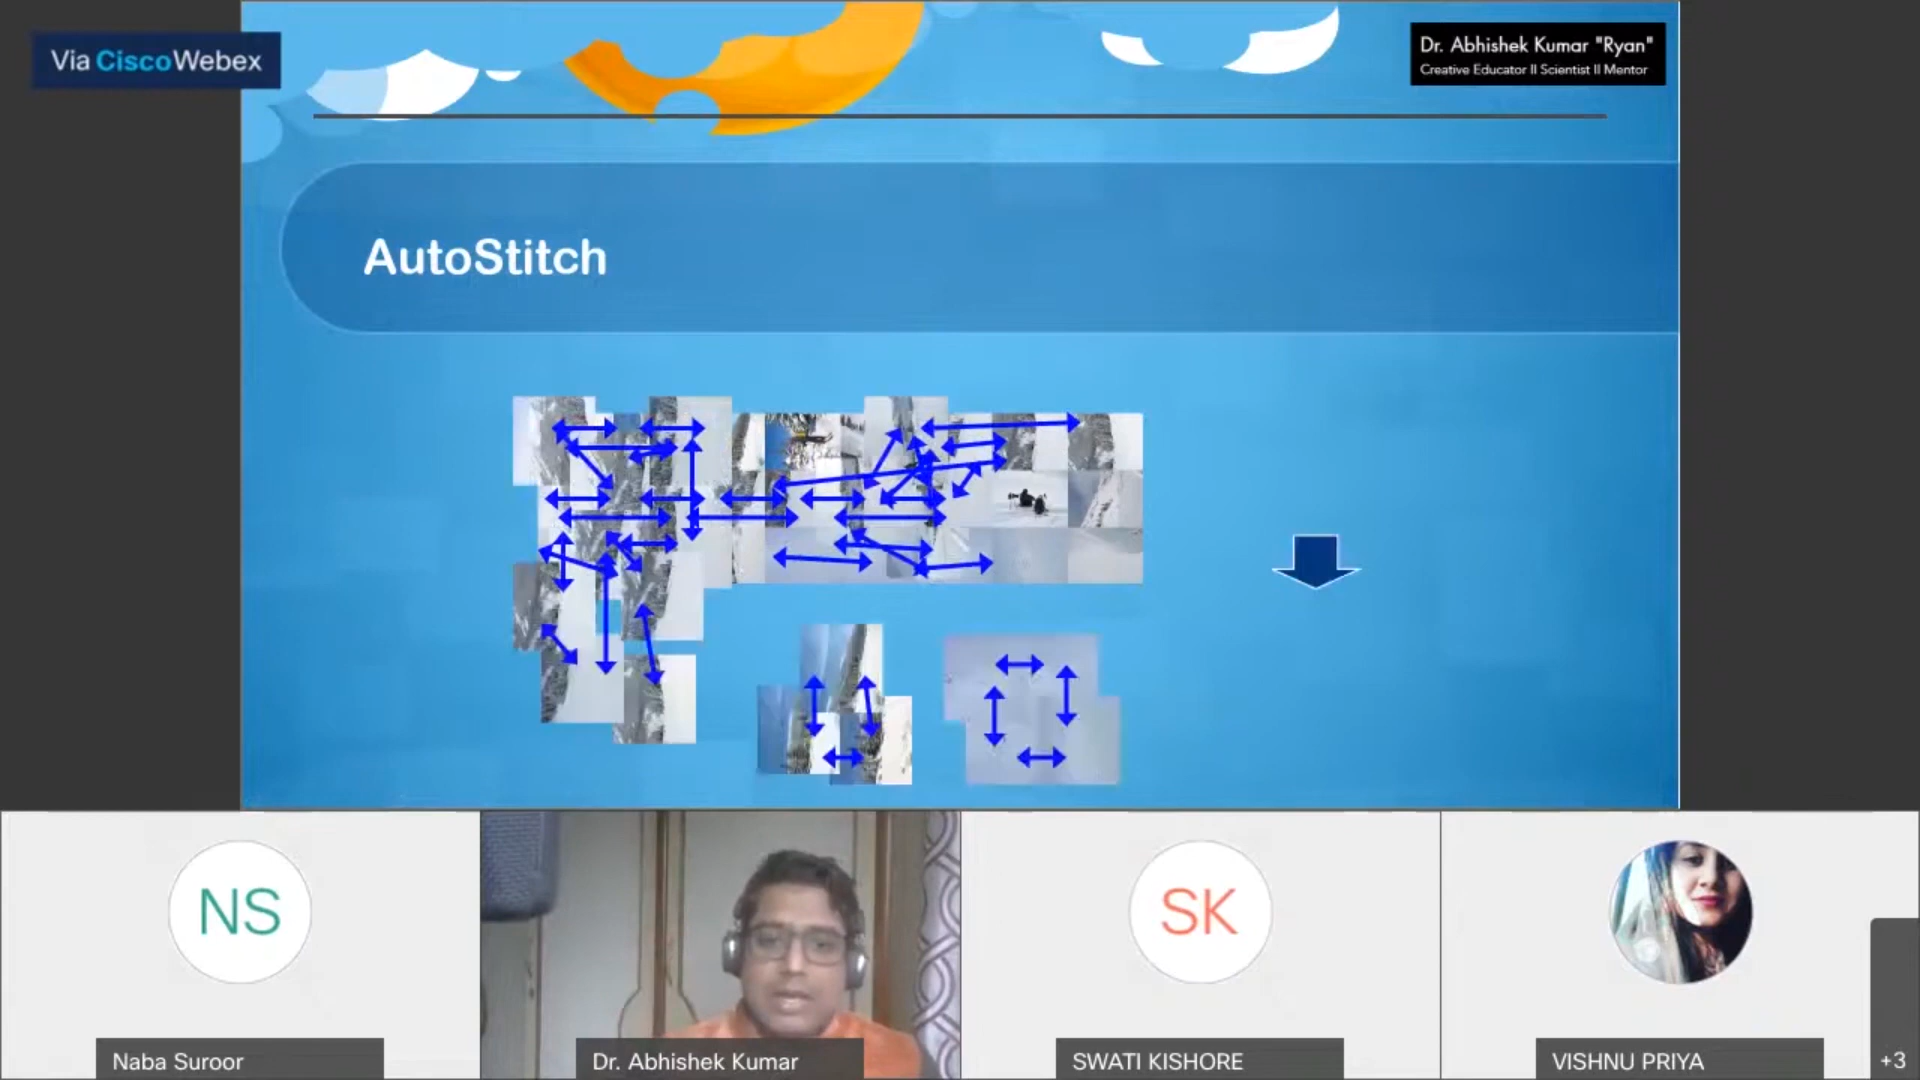 Via CiscoWebex
Dr. Abhishek Kumar "Ryan"
Creative Educator II Scientist II Mentor
AutoStitch
NS
SK
Naba Suroor
Dr. Abhishek Kumar
SWATI KISHORE
VISHNU PRIYA
+3